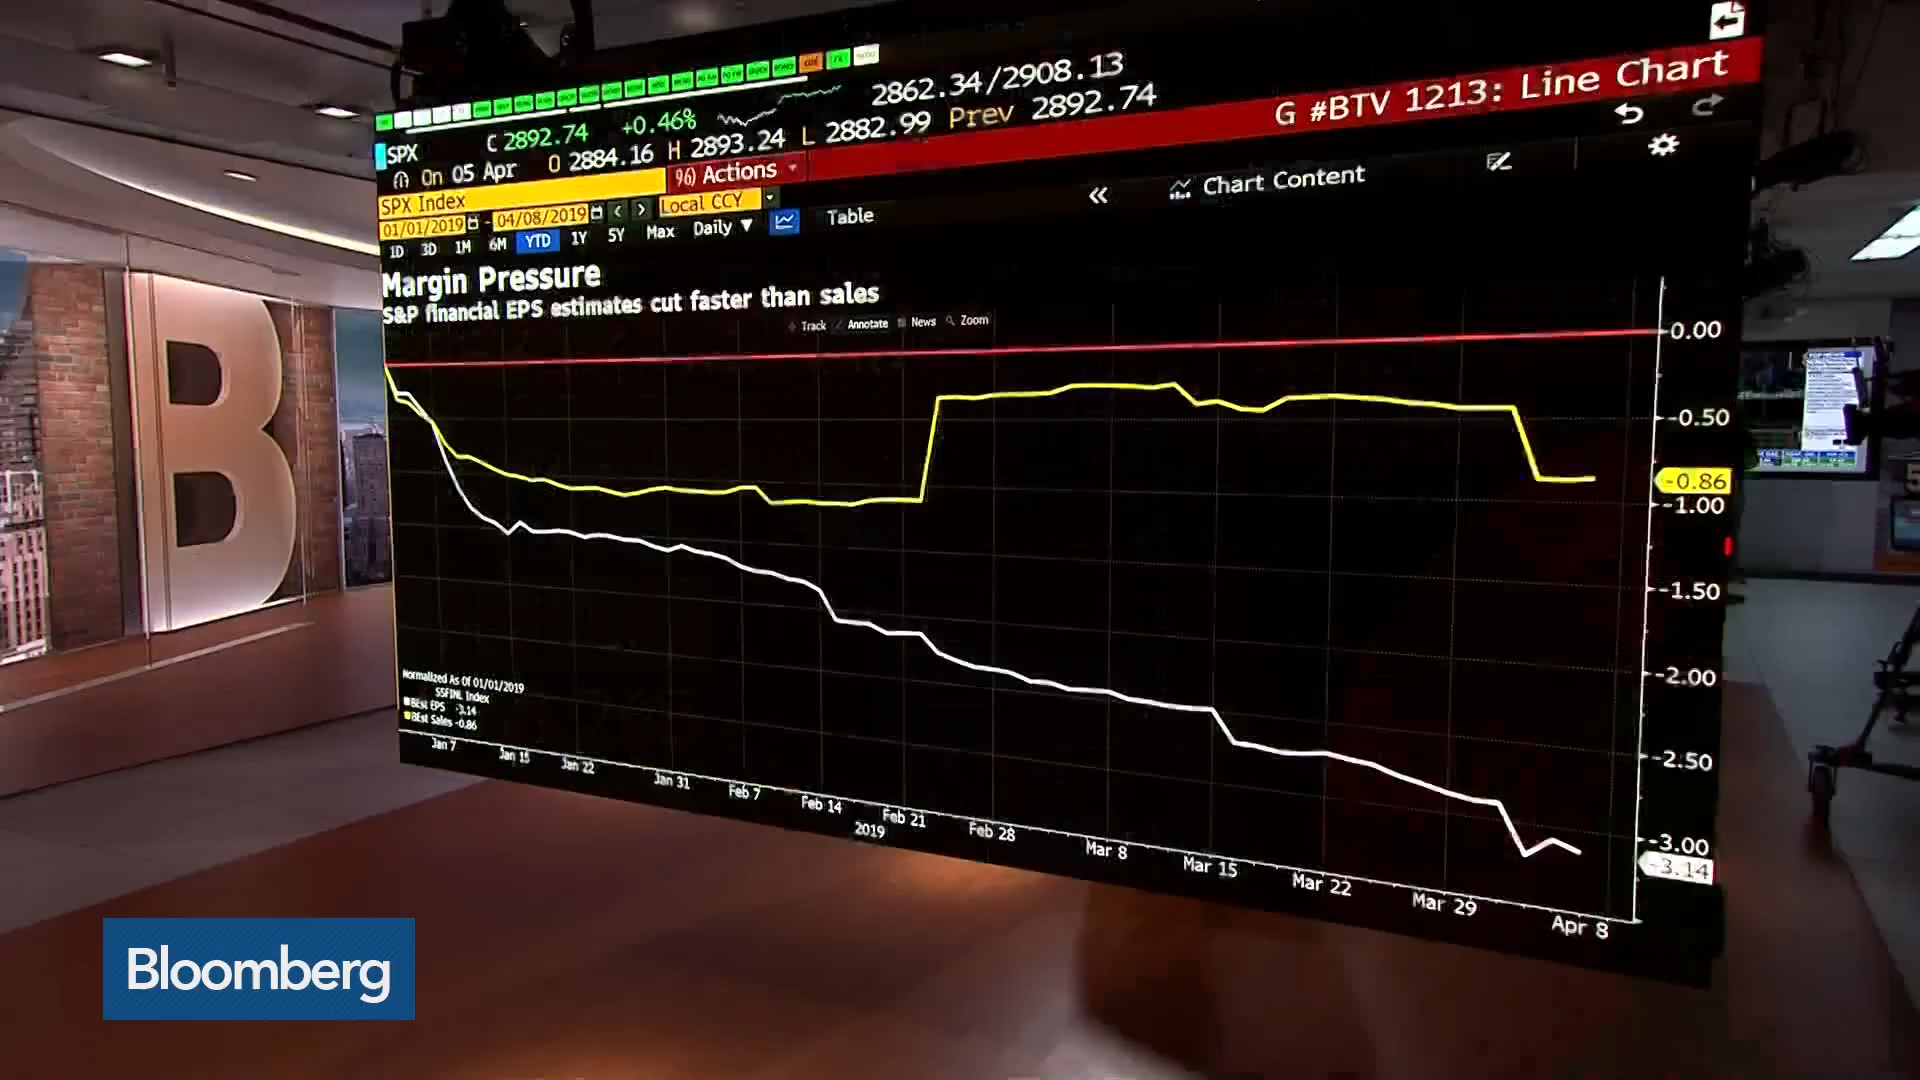 2862.34/2908.13
SPX C 2892.74 +0.46%
On 05 Apr O 2884.16 H 2893.24 L 2882.99 Prev 2892.74
SPX Index 96) Actions G #BTV 1213: Line Chart
01/01/2019 - 04/08/2019 Local CCY
1D 3D 1M 6M YTD 1Y 5Y Max Daily ▼ Table « Chart Content
Margin Pressure
S&P financial EPS estimates cut faster than sales
Track Annotate News Zoom
0.00
-0.50
-0.86
-1.00
-1.50
-2.00
-2.50
-3.00
-3.14
Normalized As Of 01/01/2019
S5FINL Index
BEst EPS -3.14
BEst Sales -0.86
Jan 7 Jan 15 Jan 22 Jan 31 Feb 7 Feb 14 Feb 21 Feb 28 Mar 8 Mar 15 Mar 22 Mar 29 Apr 8
2019
B
Bloomberg